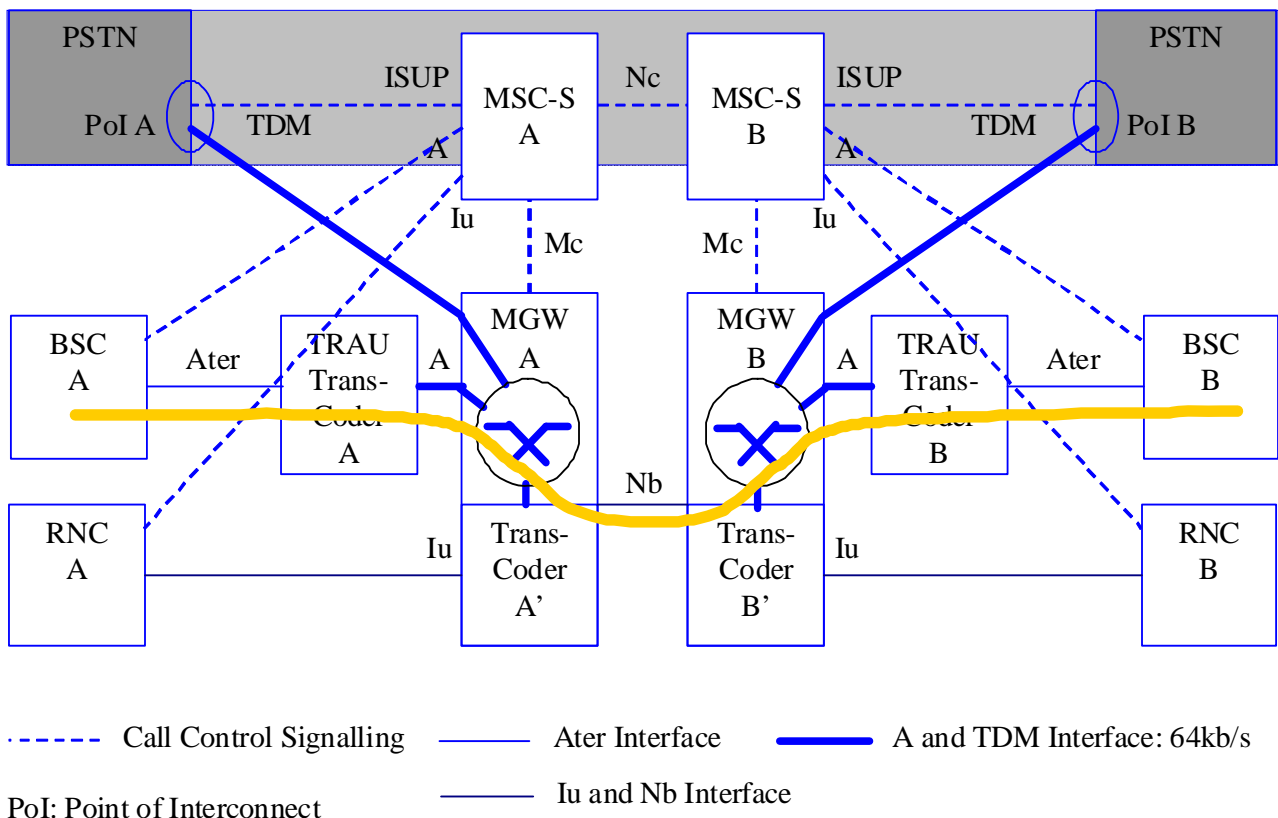 PSTN
PSTN
ISUP
Nc
ISUP
MSC-S
A
MSC-S
B
PoI A
TDM
TDM
PoI B
A
A
Iu
Iu
Mc
Mc
MGW
A
MGW
B
BSC
A
Ater
TRAU
Trans-
Coder
A
A
A
TRAU
Trans-
Coder
B
Ater
BSC
B
Nb
RNC
A
Iu
Trans-
Coder
A’
Trans-
Coder
B’
Iu
RNC
B
Call Control Signalling
Ater Interface
A and TDM Interface: 64kb/s
PoI: Point of Interconnect
Iu and Nb Interface